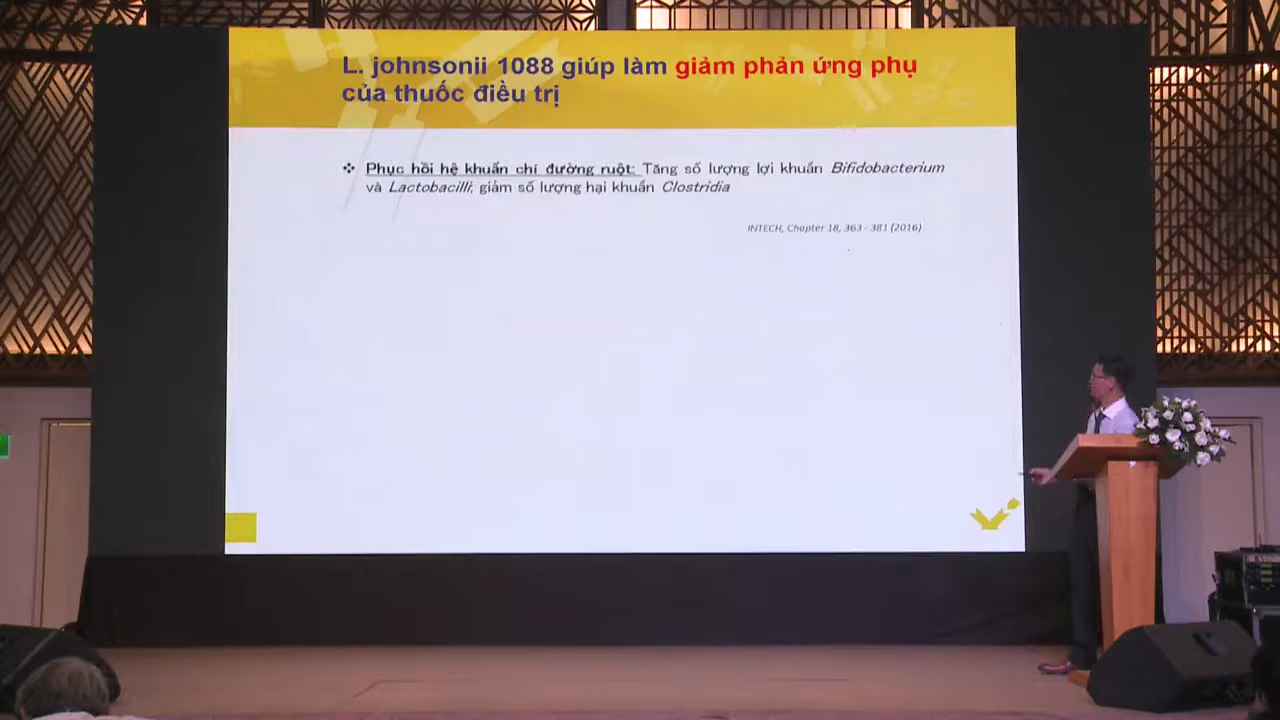 L. johnsonii 1088 giúp làm giảm phản ứng phụ
của thuốc điều trị
❖ Phục hồi hệ khuẩn chí đường ruột: Tăng số lượng lợi khuẩn Bifidobacterium
và Lactobacilli, giảm số lượng hại khuẩn Clostridia
INTECH, Chapter 18, 363 - 381 (2016)